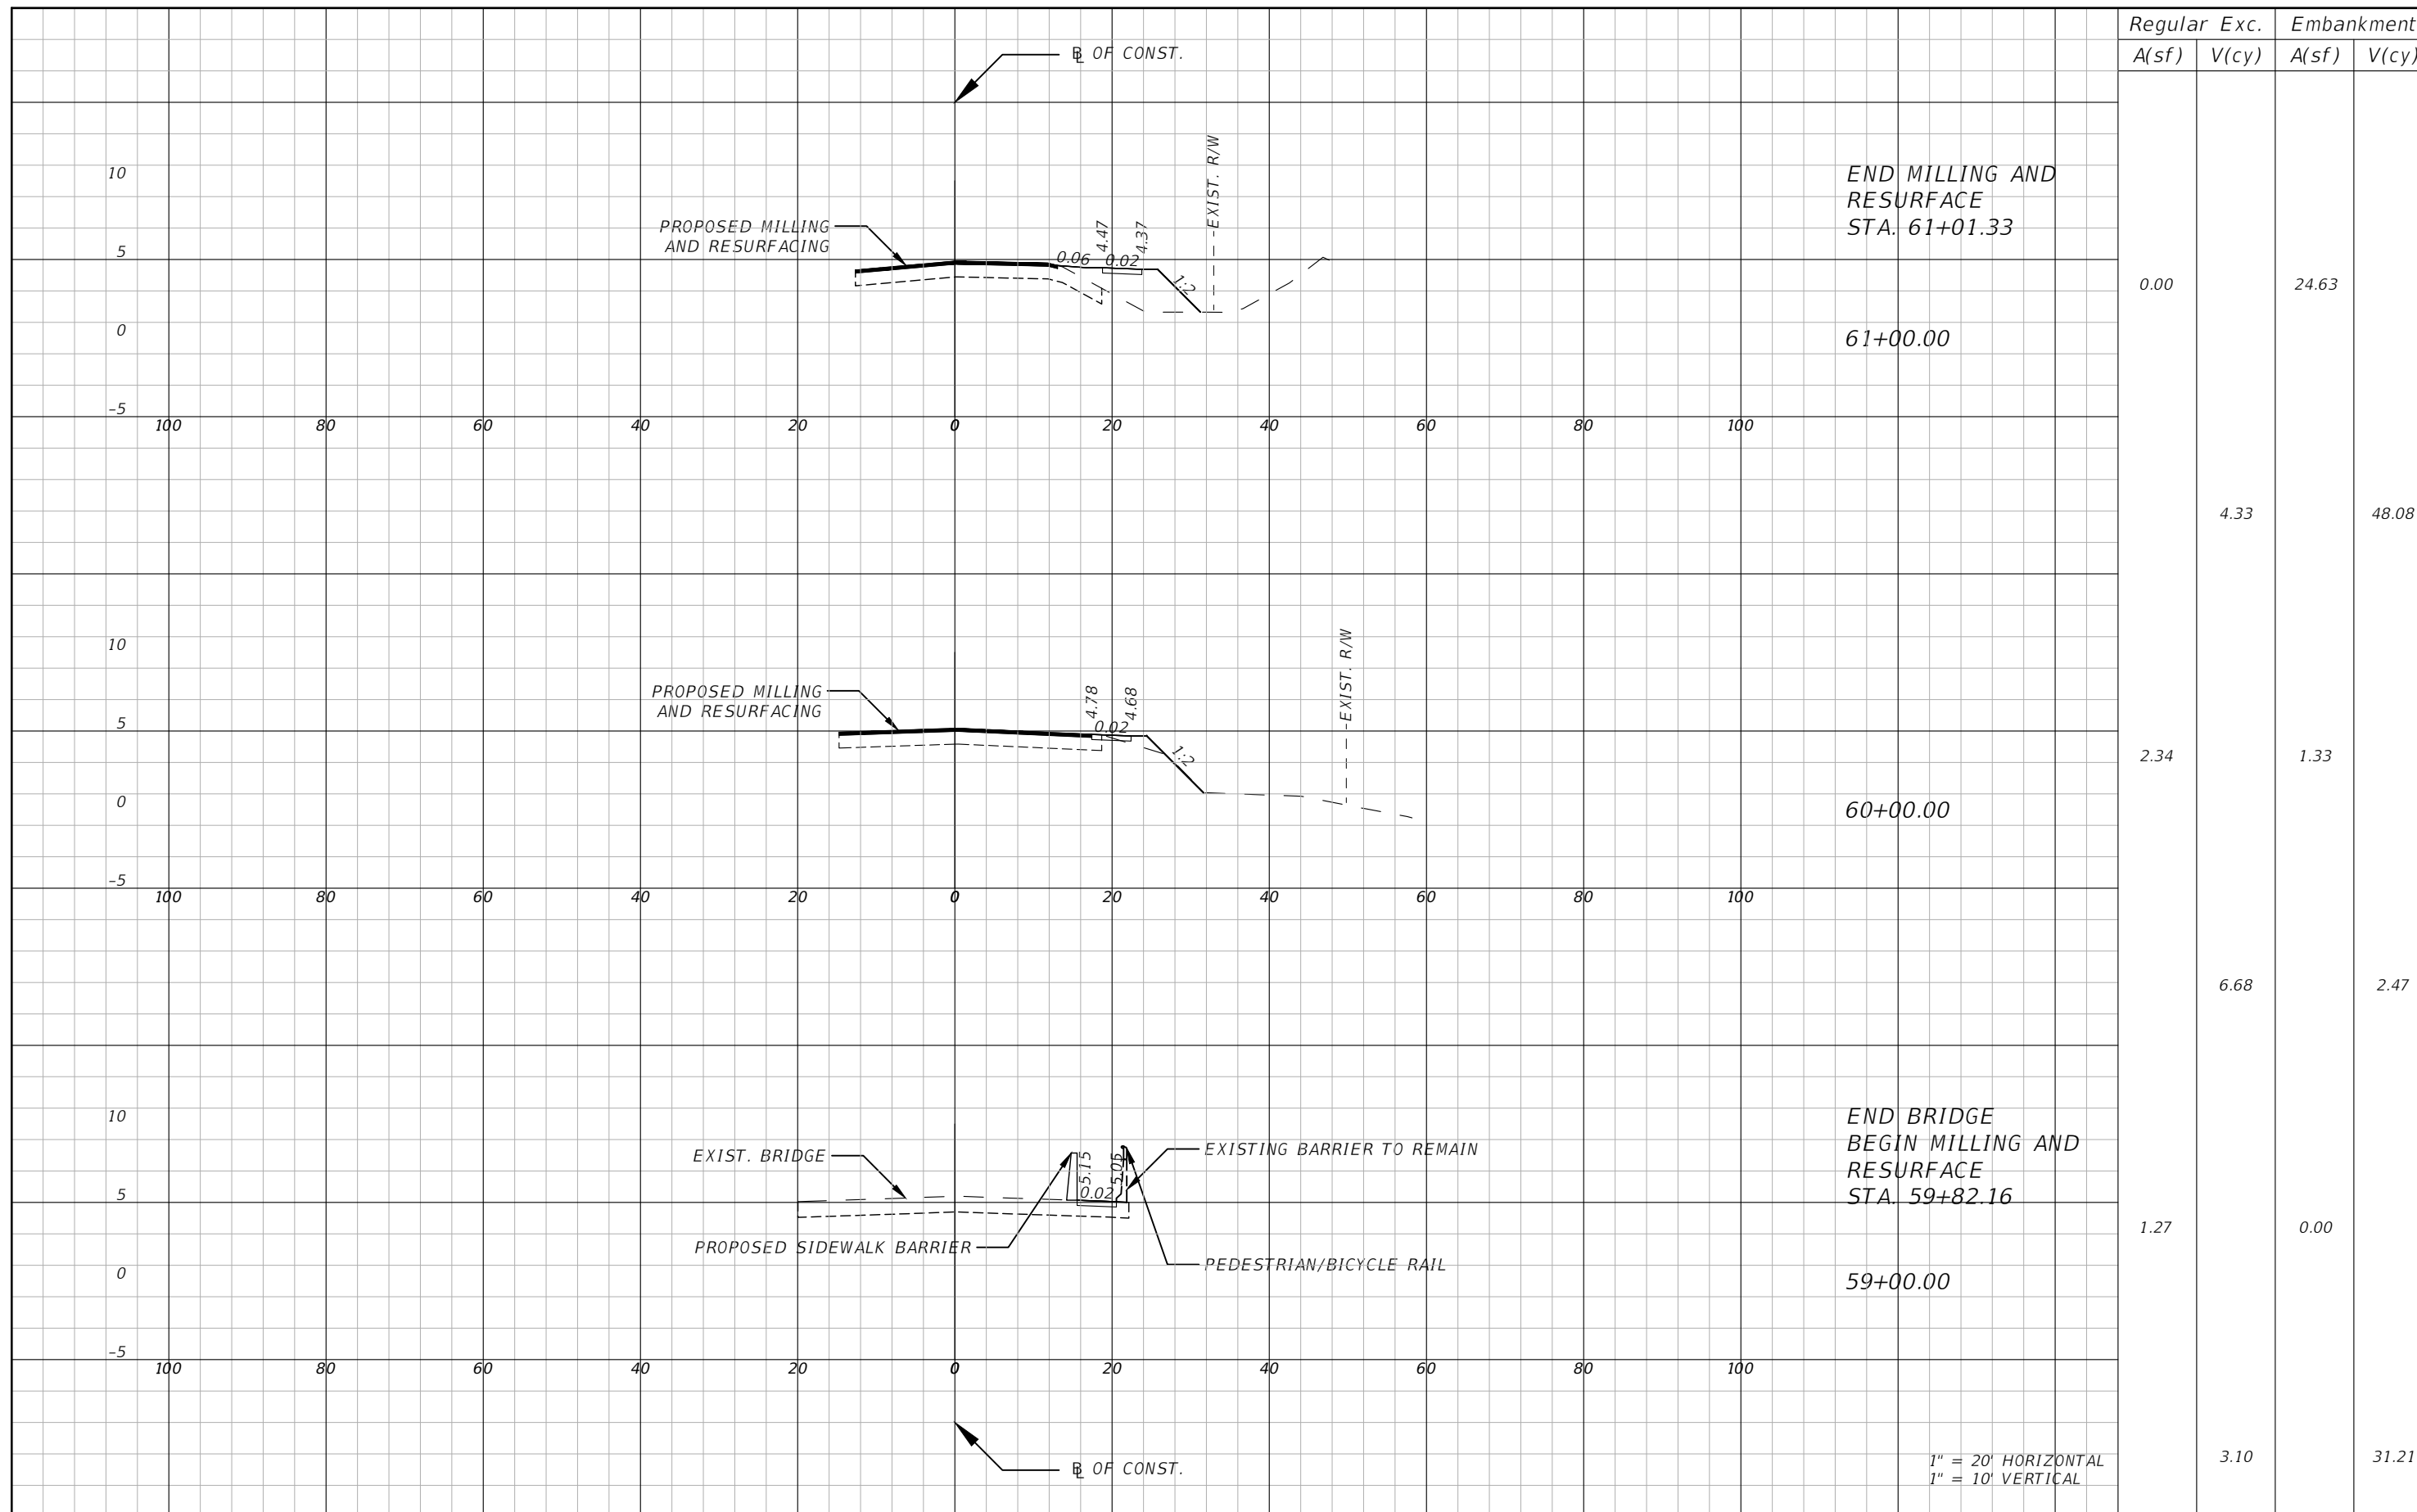 Regular Exc. Embankment
A(sf) V(cy) A(sf) V(cy)
B̲L OF CONST.
10
5
0
-5
PROPOSED MILLING
AND RESURFACING
0.06
4.47
0.02
4.37
1:2
EXIST. R/W
END MILLING AND
RESURFACE
STA. 61+01.33
61+00.00
0.00 24.63
100 80 60 40 20 0 20 40 60 80 100
4.33 48.08
10
5
0
-5
PROPOSED MILLING
AND RESURFACING
4.78
0.02
4.68
1:2
EXIST. R/W
60+00.00
2.34 1.33
100 80 60 40 20 0 20 40 60 80 100
6.68 2.47
10
5
0
-5
EXIST. BRIDGE
5.15
0.02
5.05
EXISTING BARRIER TO REMAIN
PROPOSED SIDEWALK BARRIER
PEDESTRIAN/BICYCLE RAIL
END BRIDGE
BEGIN MILLING AND
RESURFACE
STA. 59+82.16
59+00.00
1.27 0.00
100 80 60 40 20 0 20 40 60 80 100
BL OF CONST.
1" = 20' HORIZONTAL
1" = 10' VERTICAL
3.10 31.21